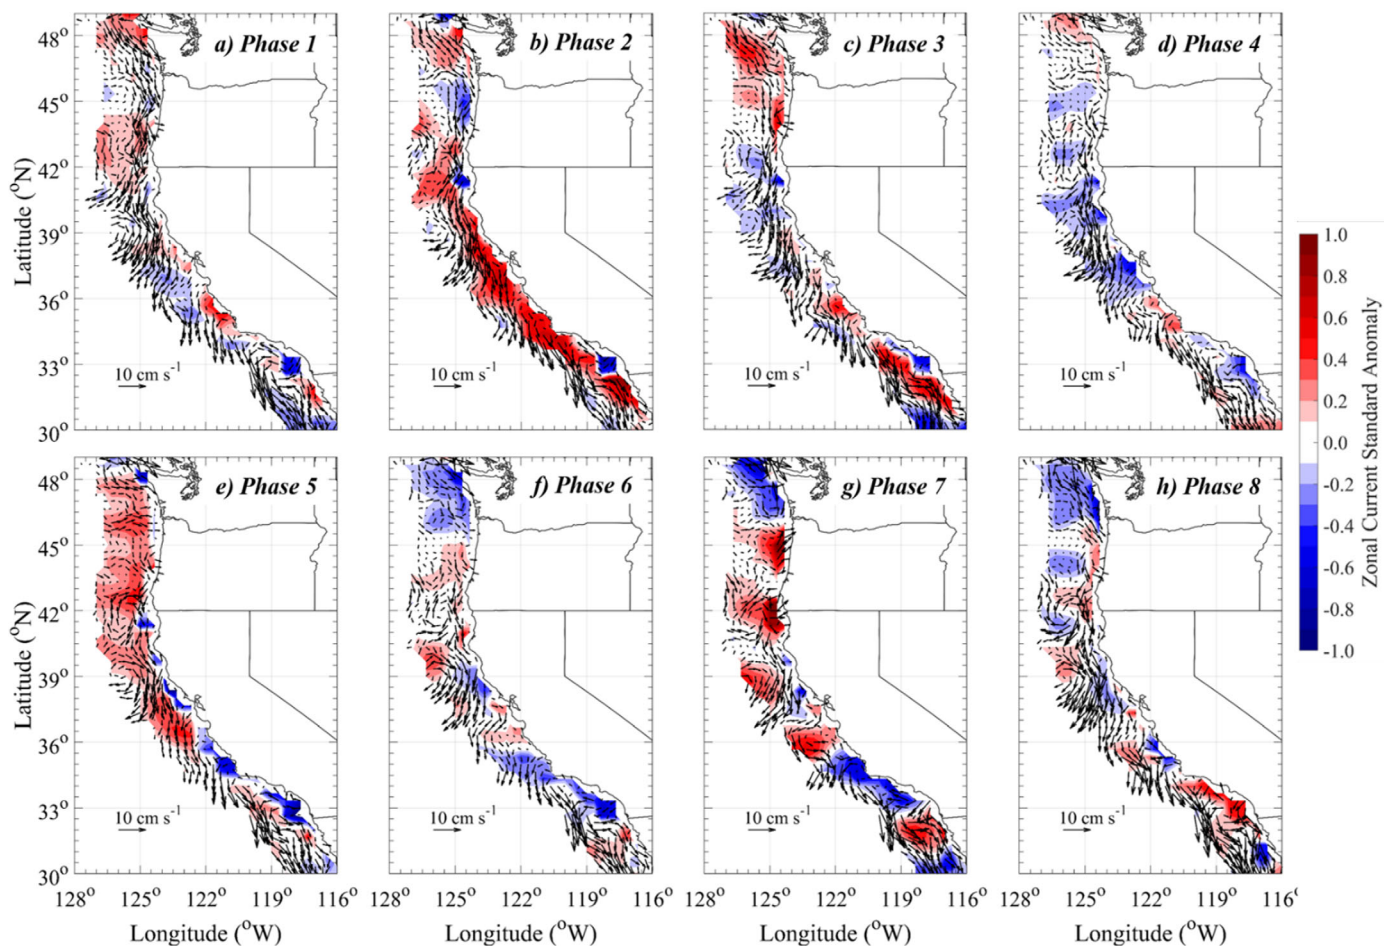 a) Phase 1
b) Phase 2
c) Phase 3
d) Phase 4
48°
45°
42°
39°
36°
33°
30°
Latitude (°N)
10 cm s⁻¹
10 cm s⁻¹
10 cm s⁻¹
10 cm s⁻¹
e) Phase 5
f) Phase 6
g) Phase 7
h) Phase 8
48°
45°
42°
39°
36°
33°
30°
Latitude (°N)
10 cm s⁻¹
10 cm s⁻¹
10 cm s⁻¹
10 cm s⁻¹
128° 125° 122° 119° 116°
128° 125° 122° 119° 116°
128° 125° 122° 119° 116°
128° 125° 122° 119° 116°
Longitude (°W)
Longitude (°W)
Longitude (°W)
Longitude (°W)
1.0
0.8
0.6
0.4
0.2
0.0
-0.2
-0.4
-0.6
-0.8
-1.0
Zonal Current Standard Anomaly